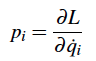 pᵢ = ∂L / ∂q̇ᵢ